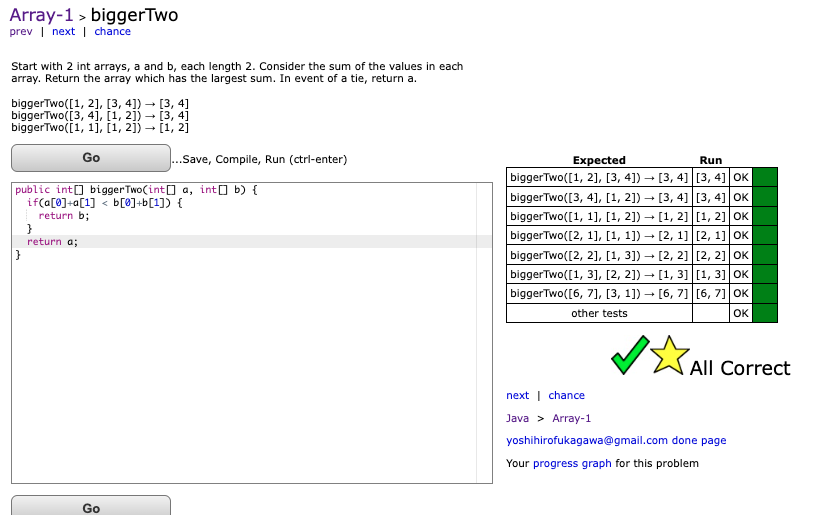 Array-1 > biggerTwo
prev | next | chance
Start with 2 int arrays, a and b, each length 2. Consider the sum of the values in each
array. Return the array which has the largest sum. In event of a tie, return a.
biggerTwo([1, 2], [3, 4]) → [3, 4]
biggerTwo([3, 4], [1, 2]) → [3, 4]
biggerTwo([1, 1], [1, 2]) → [1, 2]
Go
...Save, Compile, Run (ctrl-enter)
public int[] biggerTwo(int[] a, int[] b) {
  if(a[0]+a[1] < b[0]+b[1]) {
    return b;
  }
  return a;
}
Go
Expected Run
biggerTwo([1, 2], [3, 4]) → [3, 4] [3, 4] OK
biggerTwo([3, 4], [1, 2]) → [3, 4] [3, 4] OK
biggerTwo([1, 1], [1, 2]) → [1, 2] [1, 2] OK
biggerTwo([2, 1], [1, 1]) → [2, 1] [2, 1] OK
biggerTwo([2, 2], [1, 3]) → [2, 2] [2, 2] OK
biggerTwo([1, 3], [2, 2]) → [1, 3] [1, 3] OK
biggerTwo([6, 7], [3, 1]) → [6, 7] [6, 7] OK
other tests OK
All Correct
next | chance
Java > Array-1
yoshihirofukagawa@gmail.com done page
Your progress graph for this problem